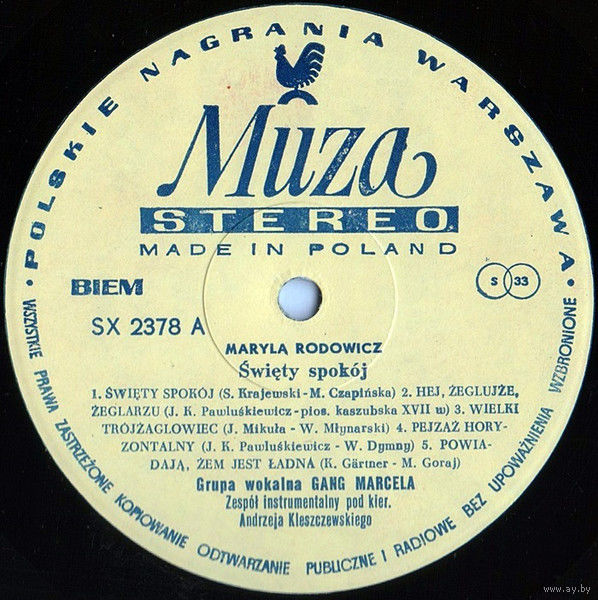 POLSKIE NAGRANIA WARSZAWA
Muza
STEREO
MADE IN POLAND
BIEM
S 33
SX 2378 A
MARYLA RODOWICZ
Święty spokój
1. ŚWIĘTY SPOKÓJ (S. Krajewski-M. Czapińska) 2. HEJ, ŻEGLUJŻE,
ŻEGLARZU (J. K. Pawluśkiewicz-pios. kaszubska XVII w) 3. WIELKI
TRÓJŻAGLOWIEC (J. Mikuła - W. Młynarski) 4. PEJZAŻ HORY-
ZONTALNY (J. K. Pawluśkiewicz - W. Dymny) 5. POWIA-
DAJĄ, ŻEM JEST ŁADNA (K. Gärtner - M. Goraj)
Grupa wokalna GANG MARCELA
Zespół instrumentalny pod kier.
Andrzeja Kleszczewskiego
WSZYSTKIE PRAWA ZASTRZEŻONE KOPIOWANIE ODTWARZANIE PUBLICZNE I RADIOWE BEZ UPOWAŻNIENIA WZBRONIONE
www.ay.by